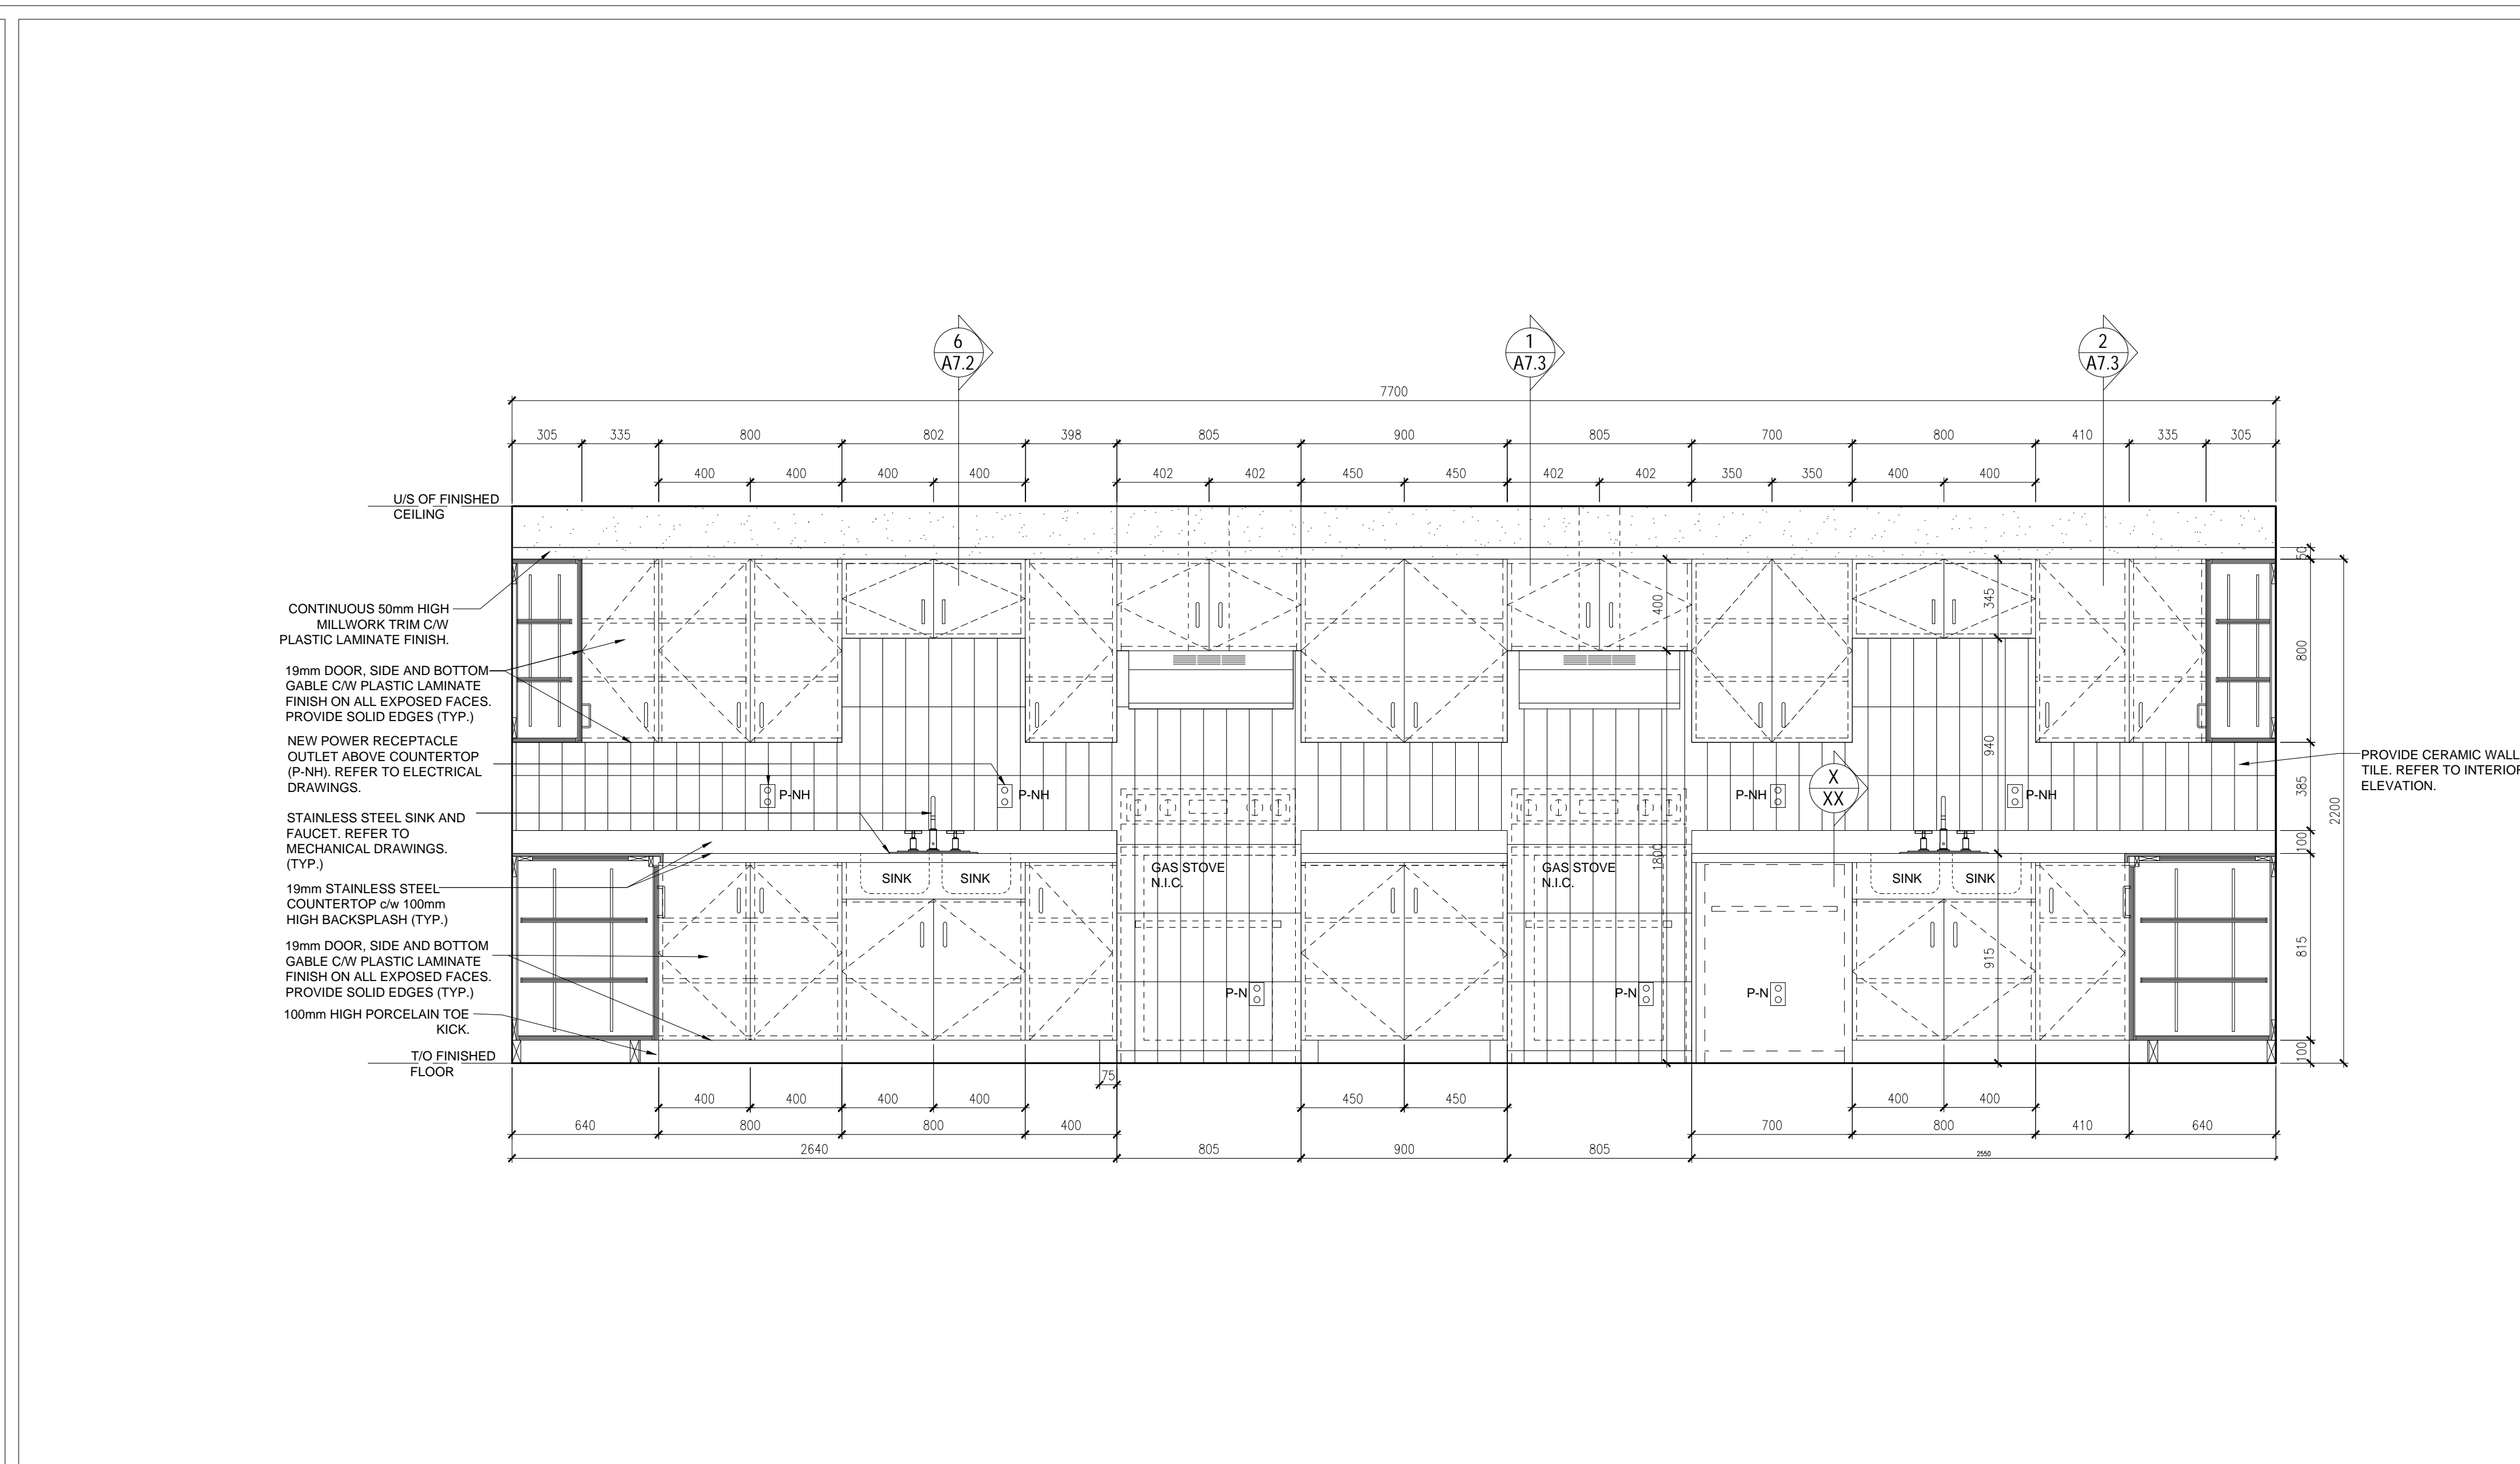 6
A7.2
1
A7.3
2
A7.3
7700
305 335 800 802 398 805 900 805 700 800 410 335 305
400 400 400 400 402 402 450 450 402 402 350 350 400 400
U/S OF FINISHED
CEILING
CONTINUOUS 50mm HIGH
MILLWORK TRIM C/W
PLASTIC LAMINATE FINISH.
19mm DOOR, SIDE AND BOTTOM
GABLE C/W PLASTIC LAMINATE
FINISH ON ALL EXPOSED FACES.
PROVIDE SOLID EDGES (TYP.)
NEW POWER RECEPTACLE
OUTLET ABOVE COUNTERTOP
(P-NH). REFER TO ELECTRICAL
DRAWINGS.
STAINLESS STEEL SINK AND
FAUCET. REFER TO
MECHANICAL DRAWINGS.
(TYP.)
19mm STAINLESS STEEL
COUNTERTOP c/w 100mm
HIGH BACKSPLASH (TYP.)
19mm DOOR, SIDE AND BOTTOM
GABLE C/W PLASTIC LAMINATE
FINISH ON ALL EXPOSED FACES.
PROVIDE SOLID EDGES (TYP.)
100mm HIGH PORCELAIN TOE
KICK.
T/O FINISHED
FLOOR
P-NH
P-NH
P-NH
P-NH
X
XX
SINK SINK
GAS STOVE
N.I.C.
GAS STOVE
N.I.C.
SINK SINK
P-N
P-N
P-N
400
1800
345
940
915
50
800
385
100
815
100
2200
PROVIDE CERAMIC WALL
TILE. REFER TO INTERIOR
ELEVATION.
75
400 400 400 400 450 450 400 400
640 800 800 400 700 800 410 640
2640 805 900 805 2550